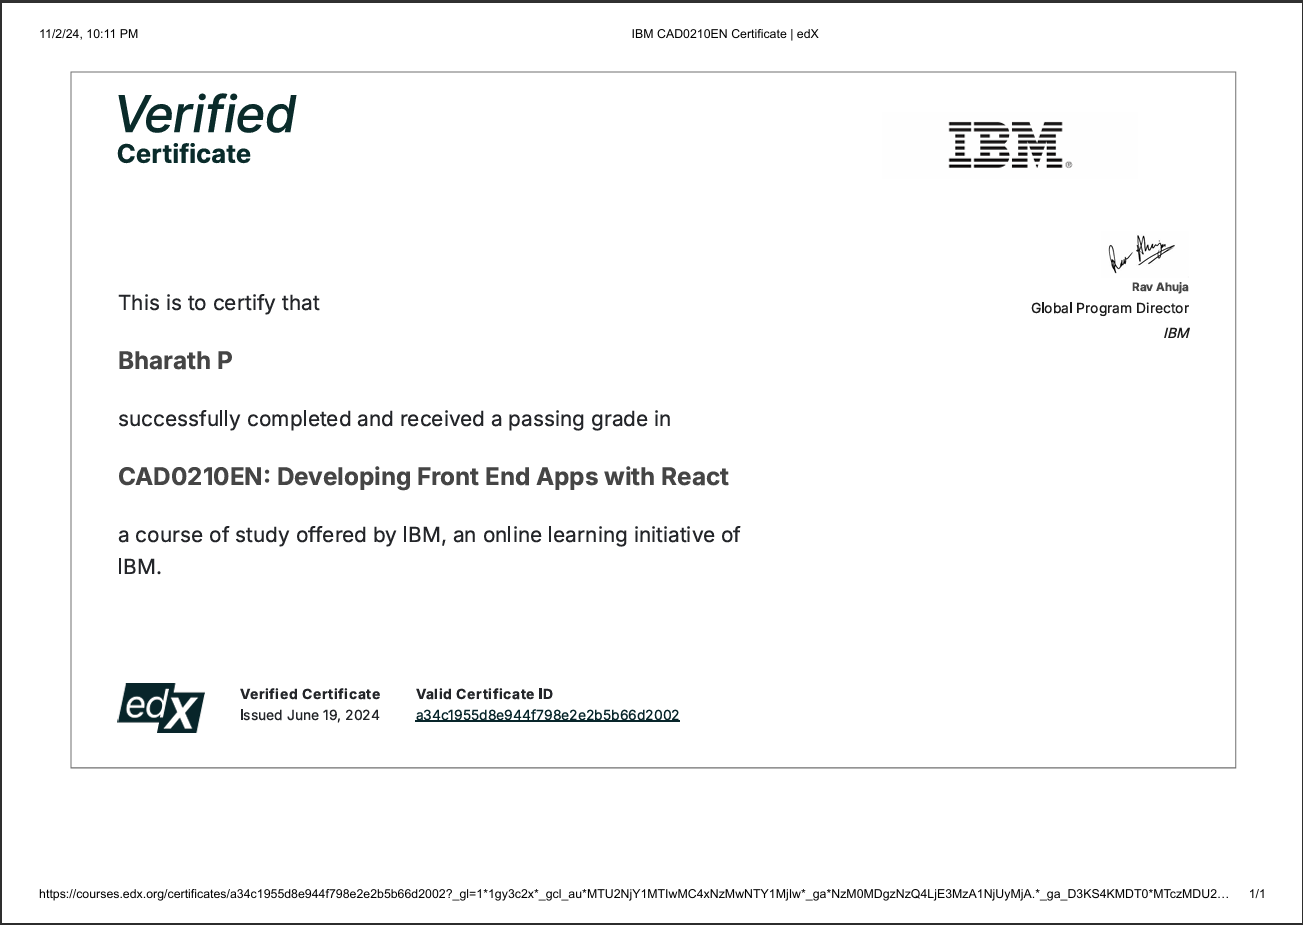 11/2/24, 10:11 PM
IBM CAD0210EN Certificate | edX
Verified
Certificate
IBM®
Rav Ahuja
Rav Ahuja
Global Program Director
IBM
This is to certify that
Bharath P
successfully completed and received a passing grade in
CAD0210EN: Developing Front End Apps with React
a course of study offered by IBM, an online learning initiative of
IBM.
edX
Verified Certificate
Issued June 19, 2024
Valid Certificate ID
a34c1955d8e944f798e2e2b5b66d2002
https://courses.edx.org/certificates/a34c1955d8e944f798e2e2b5b66d2002?_gl=1*1gy3c2x*_gcl_au*MTU2NjY1MTIwMC4xNzMwNTY1MjIw*_ga*NzM0MDgzNzQ4LjE3MzA1NjUyMjA.*_ga_D3KS4KMDT0*MTczMDU2…
1/1